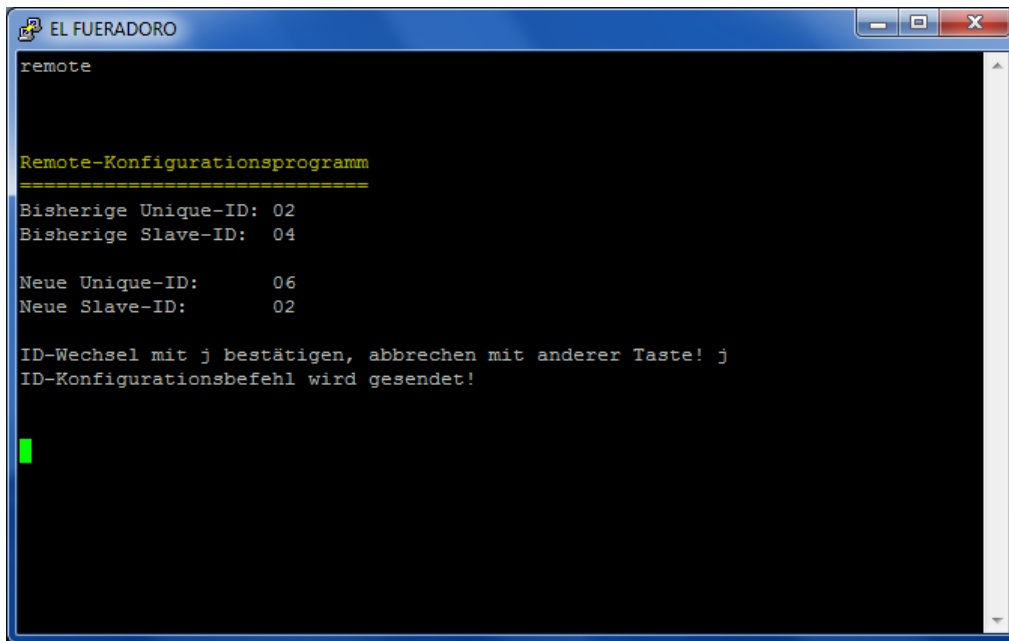 EL FUERADORO
remote
Remote-Konfigurationsprogramm
=============================
Bisherige Unique-ID: 02
Bisherige Slave-ID:  04
Neue Unique-ID:      06
Neue Slave-ID:       02
ID-Wechsel mit j bestätigen, abbrechen mit anderer Taste! j
ID-Konfigurationsbefehl wird gesendet!